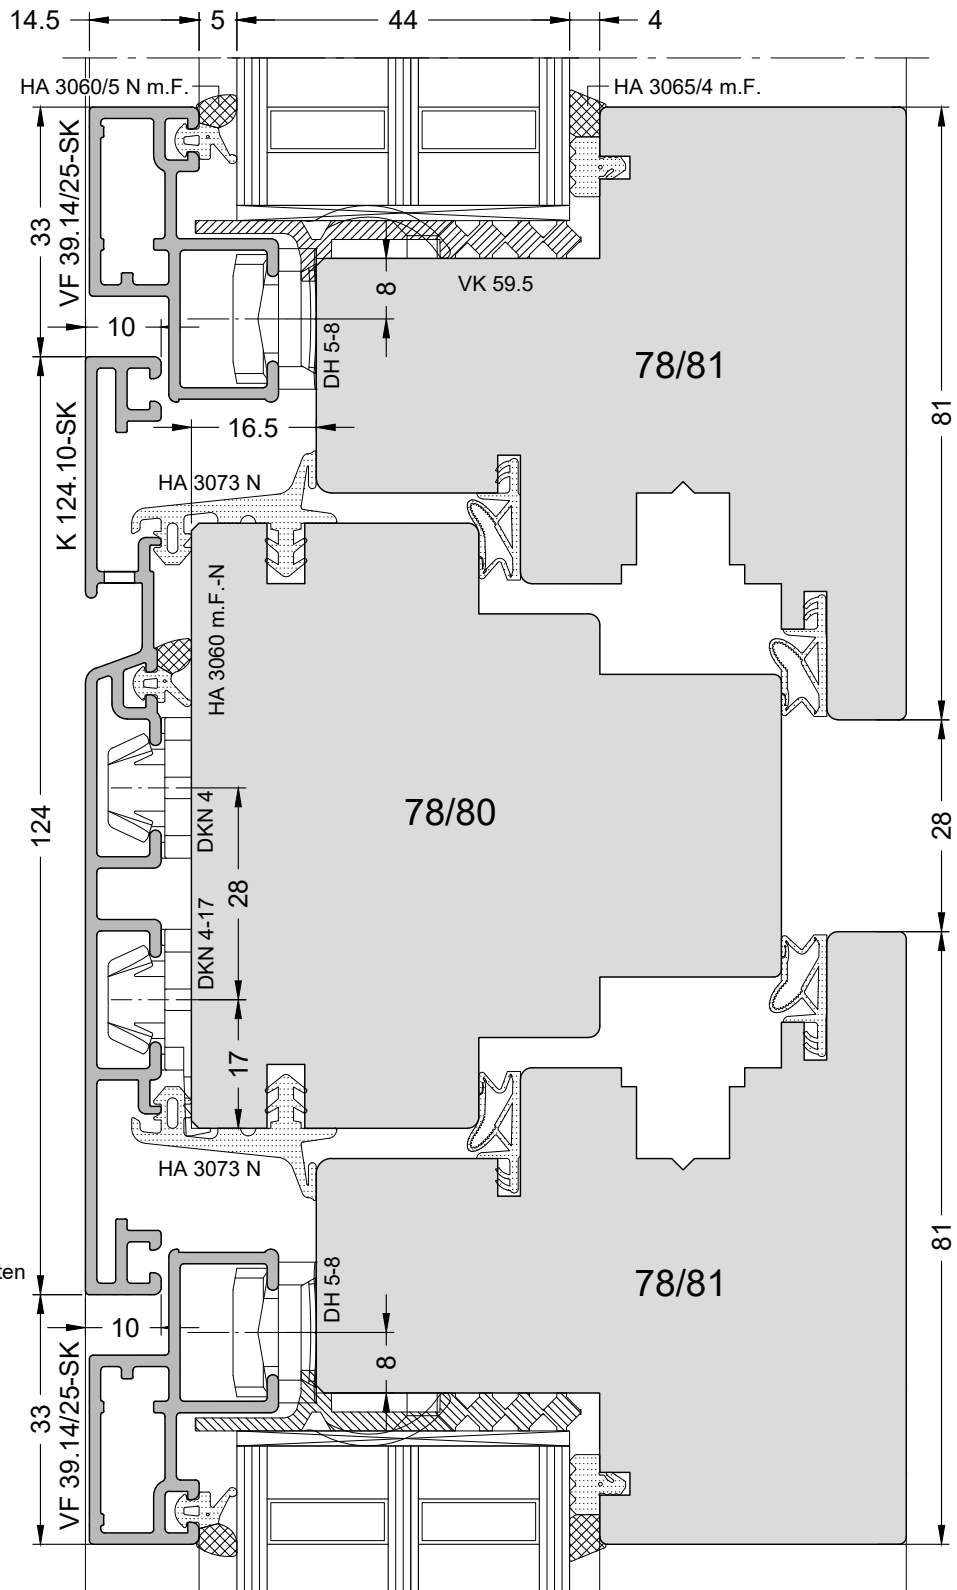 14.5 5 44 4
HA 3060/5 N m.F.
HA 3065/4 m.F.
33
VF 39.14/25-SK
8
VK 59.5
10
DH 5-8
78/81
81
K 124.10-SK
16.5
HA 3073 N
HA 3060 m.F.-N
124
DKN 4
78/80
28
28
DKN 4-17
17
HA 3073 N
81
ten
DH 5-8
78/81
10
8
33
VF 39.14/25-SK